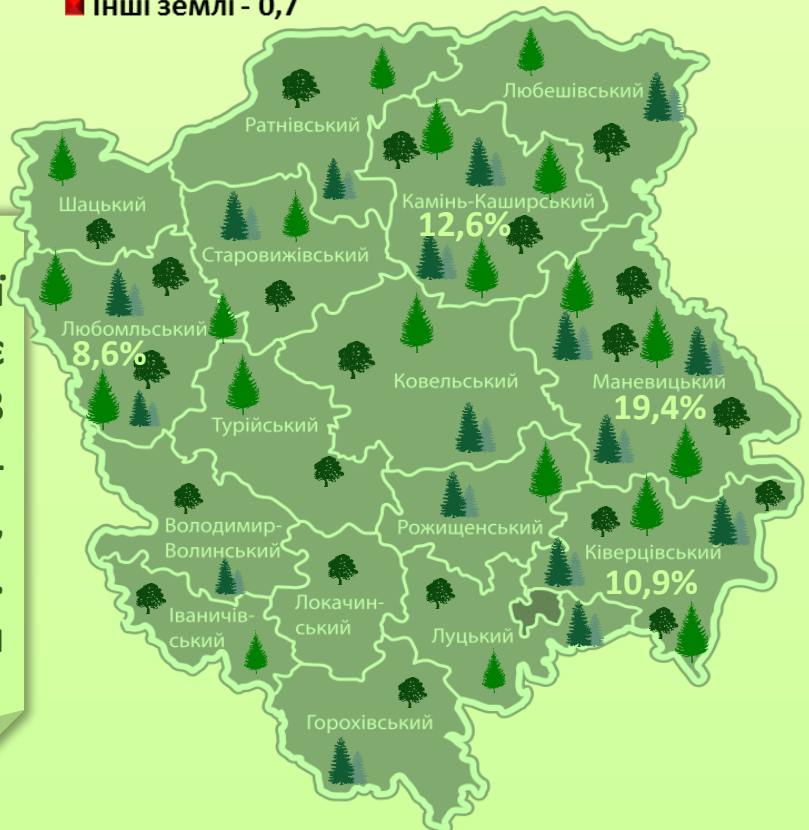 Інші землі - 0,7
Любешівський
Ратнівський
Камінь-Каширський
12,6%
Шацький
Старовижівський
Любомльський
8,6%
Ковельський
Маневицький
19,4%
Турійський
Володимир-
Волинський
Рожищенський
Ківерцівський
10,9%
Іваничів-
ський
Локачин-
ський
Луцький
Горохівський